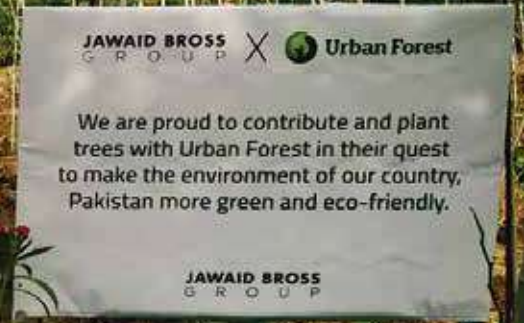 JAWAID BROSS X Urban Forest
GROUP
We are proud to contribute and plant
trees with Urban Forest in their quest
to make the environment of our country,
Pakistan more green and eco-friendly.
JAWAID BROSS
GROUP